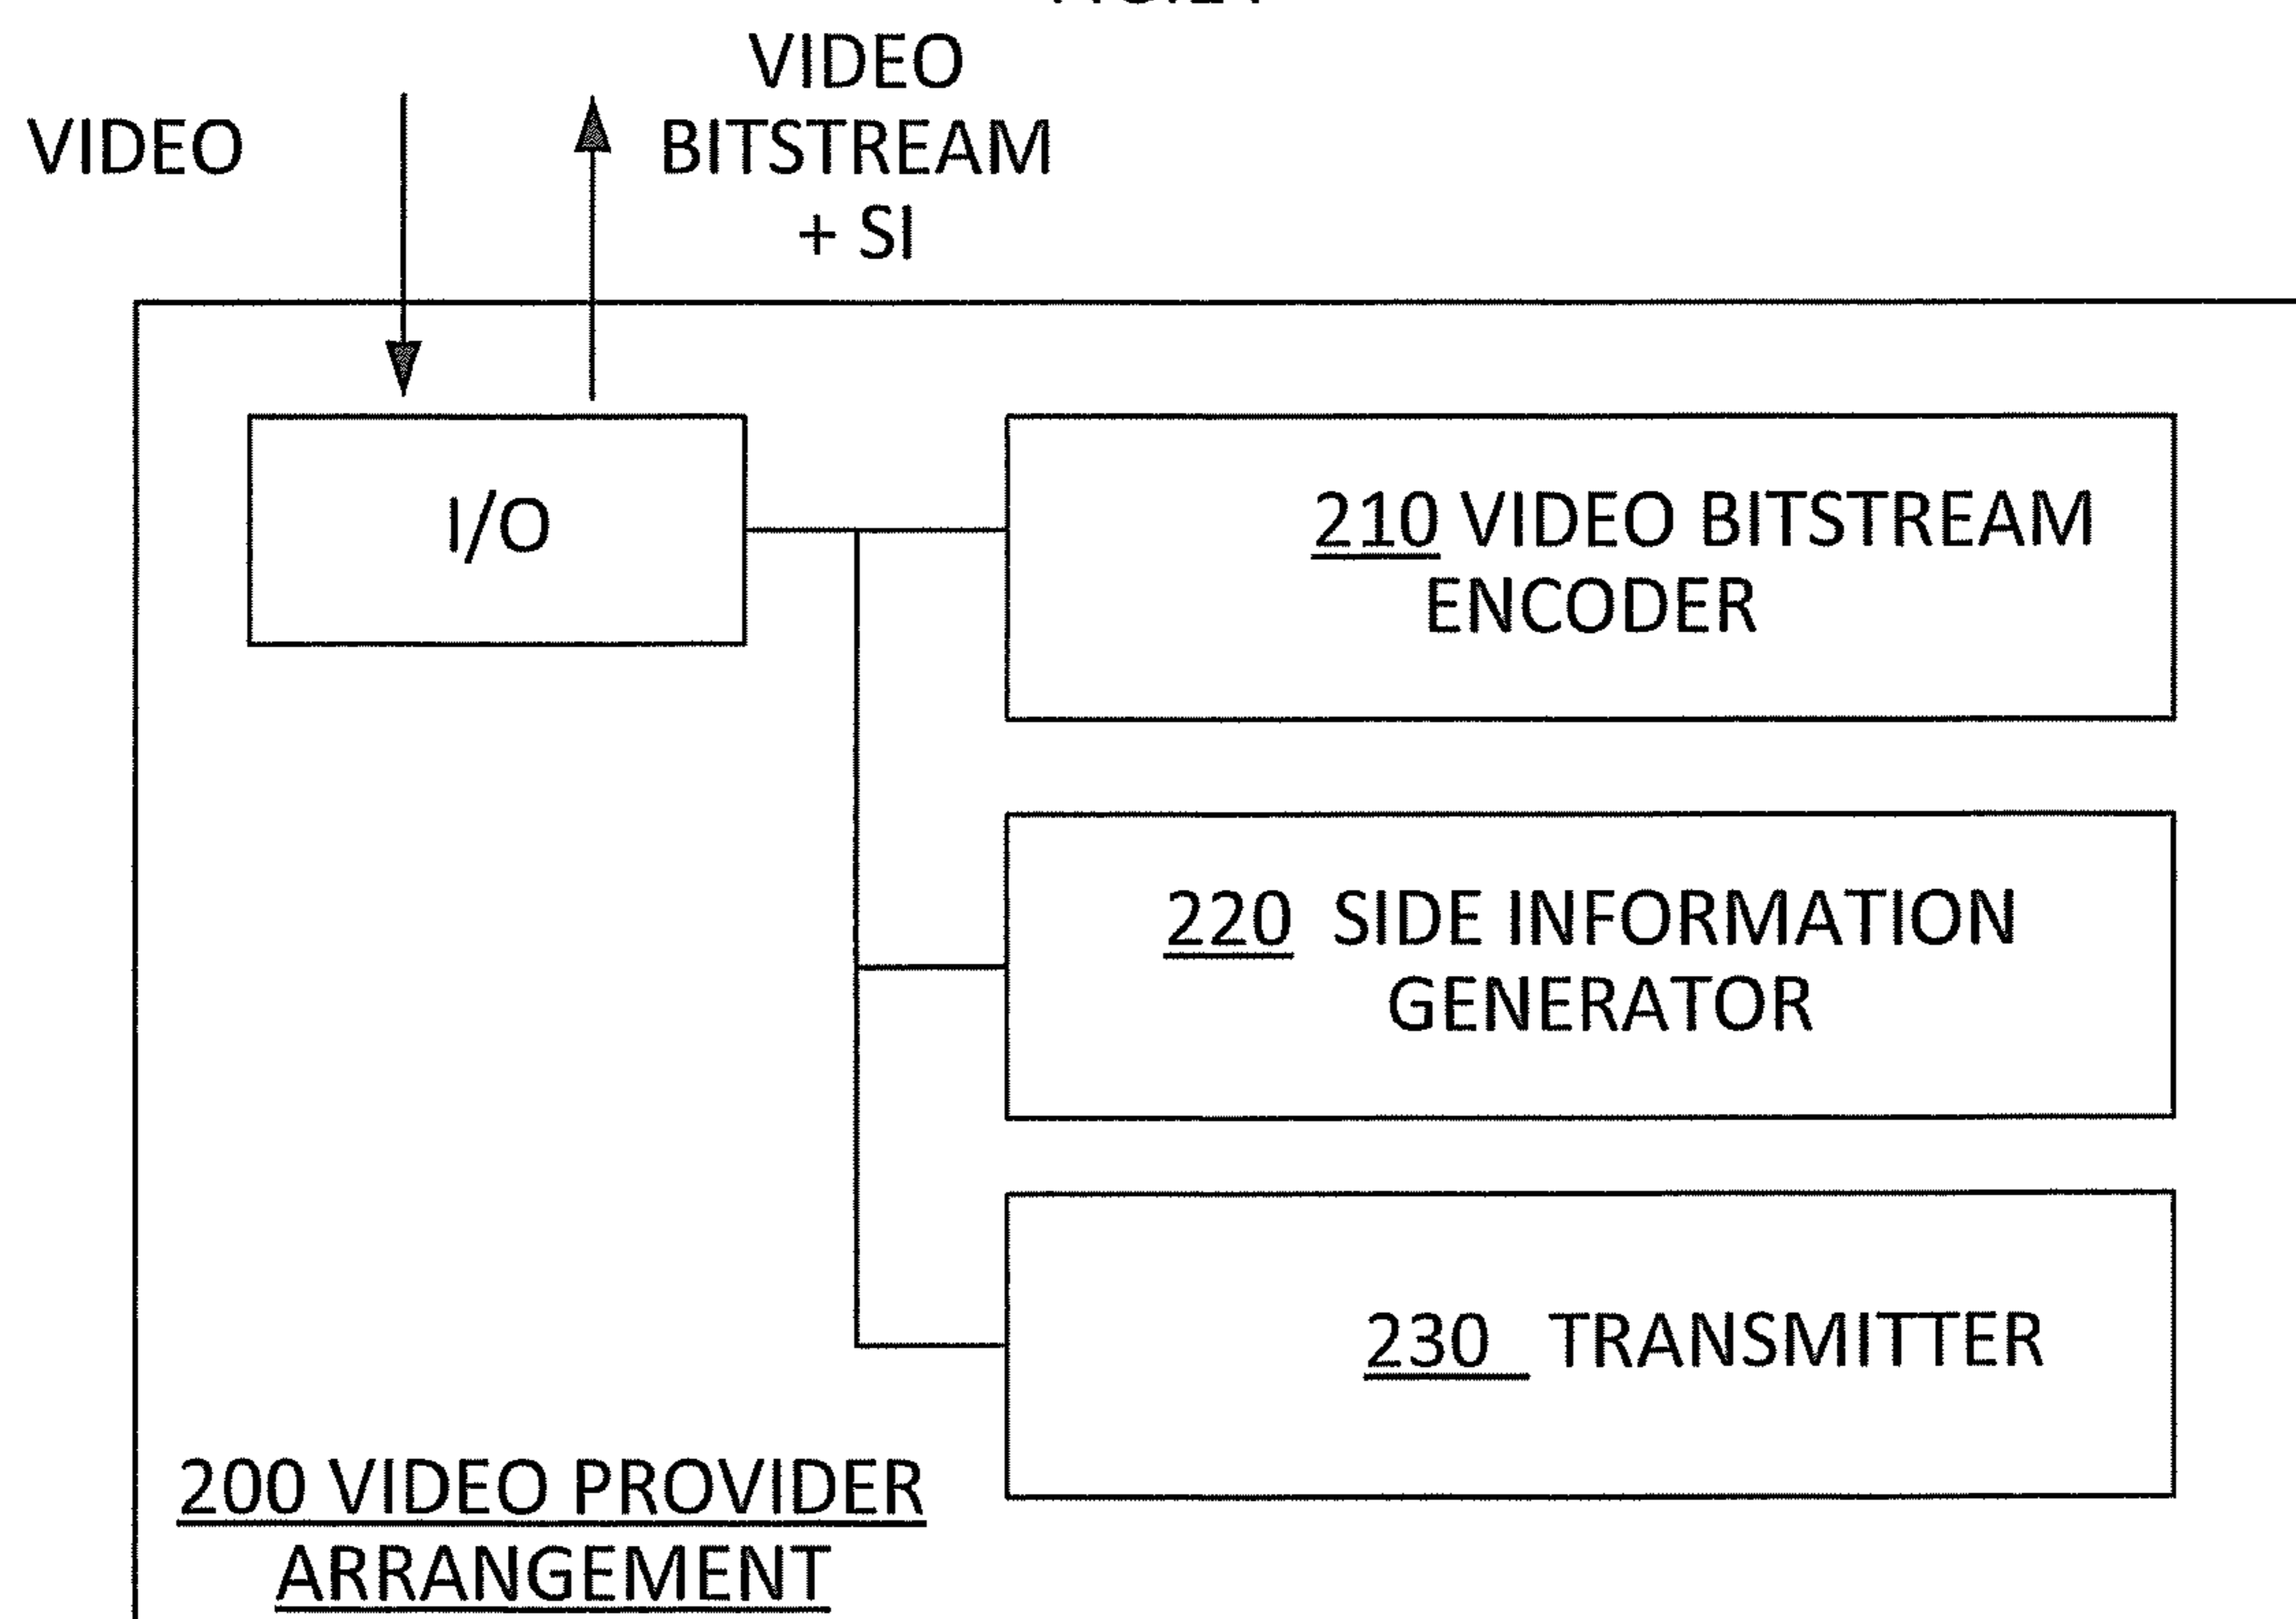 VIDEO
VIDEO
BITSTREAM
+ SI
I/O
210 VIDEO BITSTREAM
ENCODER
220 SIDE INFORMATION
GENERATOR
230 TRANSMITTER
200 VIDEO PROVIDER
ARRANGEMENT